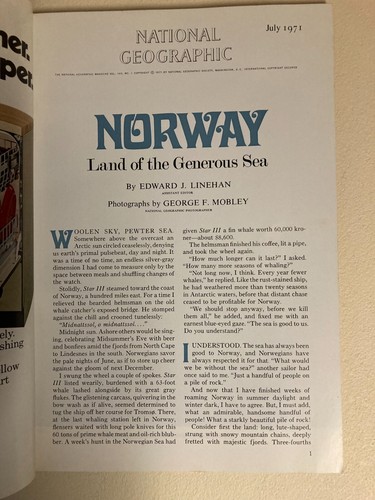 ner.
per.
ely.
shing
llow
rt
NATIONAL
GEOGRAPHIC
July 1971
NORWAY
Land of the Generous Sea
By EDWARD J. LINEHAN
ASSISTANT EDITOR
Photographs by GEORGE F. MOBLEY
NATIONAL GEOGRAPHIC PHOTOGRAPHER
WOOLEN SKY, PEWTER SEA
Somewhere above the overcast an
Arctic sun circled ceaselessly, denying
us earth's primal pulsebeat, day and night. It
was a time of no time, an endless silver-gray
dimension I had come to measure only by the
space between meals and shuffling changes
of watch.
Stolidly, Star III steamed toward the coast
of Norway, a hundred miles east. For a time I
relieved the bearded helmsman on the old
whale catcher's exposed bridge. He stomped
against the chill and crooned tunelessly:
"Midnattsol, o midnattsol. . . ."
Midnight sun. Ashore others would be sing-
ing, celebrating Midsummer's Eve with beer
and bonfires amid the fjords from North Cape
to Lindesnes in the south. Norwegians savor
the pale nights of June, as if to store up cheer
against the gloom of next December.
I swung the wheel a couple of spokes. Star
III listed wearily, burdened with a 63-foot
whale lashed alongside by its great gray
flukes. The glistening carcass, quivering in the
low wash as if alive, seemed determined to
tug the ship off our course for Tromsø. There,
at the last whaling station left in Norway,
flensers waited with long pole knives for this
60 tons of prime whale meat and oil-rich blub-
ber. A week's hunt in the Norwegian Sea had
given Star III a fin whale worth 60,000 kro-
ner—about $8,600.
The helmsman finished his coffee, lit a pipe,
and took the wheel again.
"How much longer can it last?" I asked.
"How many more seasons of whaling?"
"Not long now, I think. Every year fewer
whales," he replied. Like the rust-stained ship,
he had weathered more than twenty seasons
in Antarctic waters, before that distant chase
ceased to be profitable for Norway.
"We should stop anyway, before we kill
them all," he added, and fixed me with an
earnest blue-eyed gaze. "The sea is good to us.
Do you understand?"
I UNDERSTOOD. The sea has always been
good to Norway, and Norwegians have
always respected it for that. "What would
we be without the sea?" another sailor had
once said to me. "Just a handful of people on
a pile of rock."
And now that I have finished weeks of
roaming Norway in summer daylight and
winter dark, I have to agree. But, I must add,
what an admirable, handsome handful of
people! What a starkly beautiful pile of rock!
Consider first the land: long, lute-shaped,
strung with snowy mountain chains, deeply
fretted with majestic fjords. Three-fourths
1